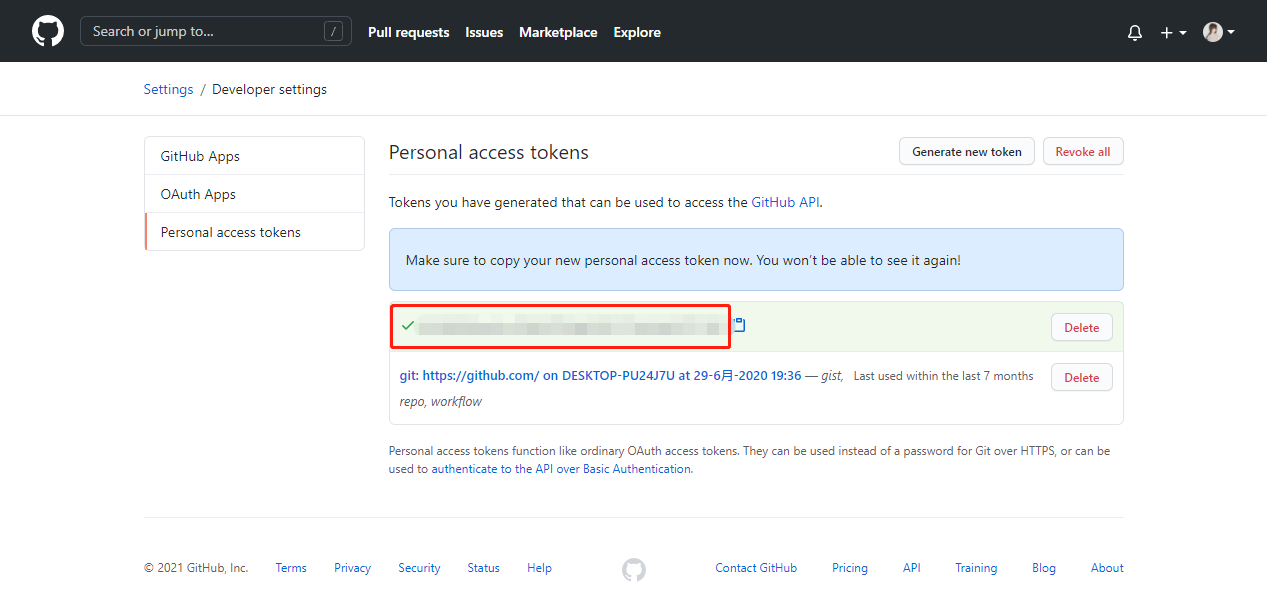 Search or jump to... /
Pull requests Issues Marketplace Explore
Settings / Developer settings
GitHub Apps
OAuth Apps
Personal access tokens
Personal access tokens
Generate new token Revoke all
Tokens you have generated that can be used to access the GitHub API.
Make sure to copy your new personal access token now. You won't be able to see it again!
Delete
git: https://github.com/ on DESKTOP-PU24J7U at 29-6月-2020 19:36 — gist, Last used within the last 7 months
Delete
repo, workflow
Personal access tokens function like ordinary OAuth access tokens. They can be used instead of a password for Git over HTTPS, or can be
used to authenticate to the API over Basic Authentication.
© 2021 GitHub, Inc. Terms Privacy Security Status Help Contact GitHub Pricing API Training Blog About